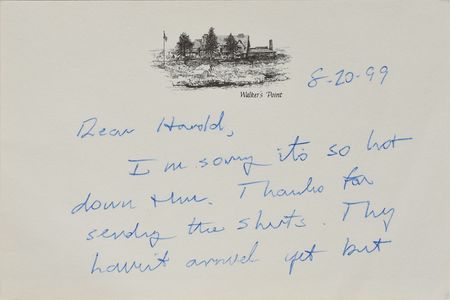 Walker's Point
8-20-99
Dear Harold,
I'm sorry it's so hot
down there. Thanks for
sending the shirts. They
haven't arrived yet but